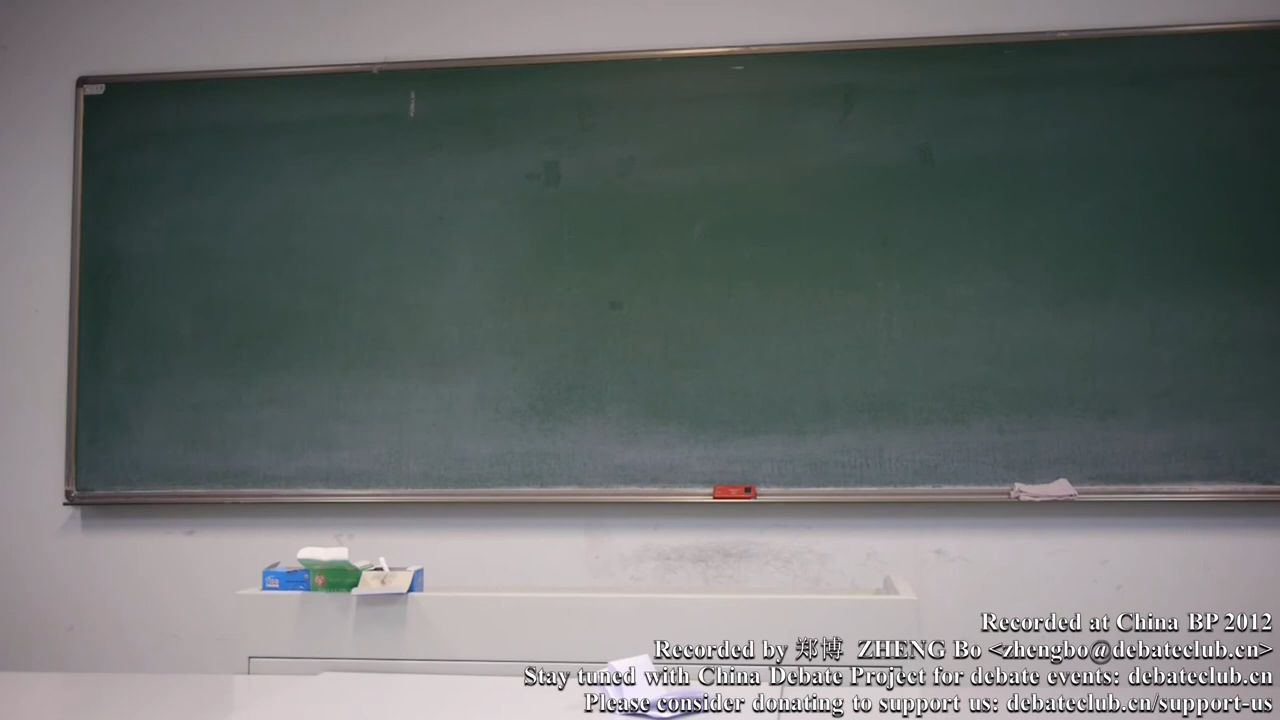 Recorded at China BP 2012
Recorded by 郑博 ZHENG Bo <zhengbo@debateclub.cn>
Stay tuned with China Debate Project for debate events: debateclub.cn
Please consider donating to support us: debateclub.cn/support-us